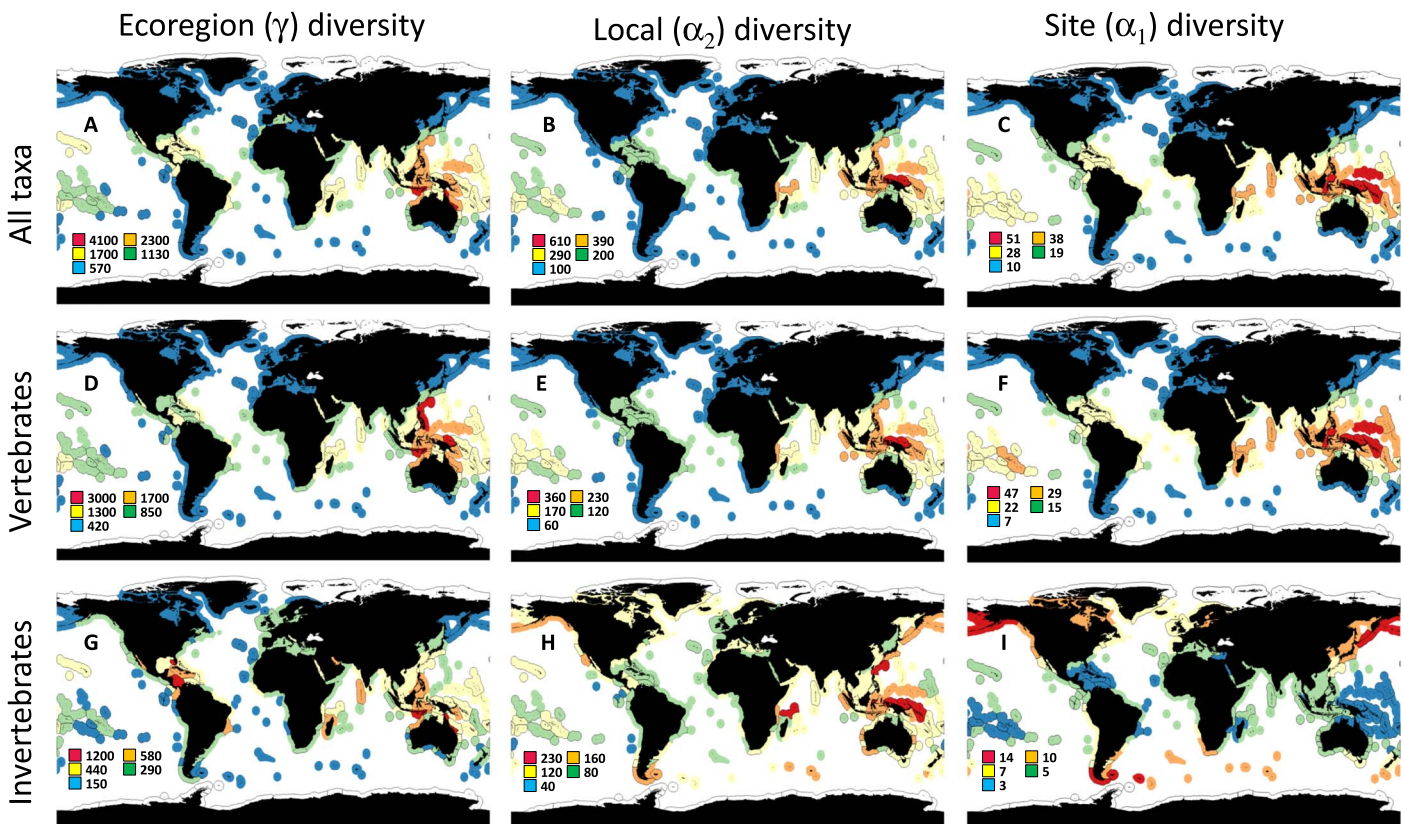 Ecoregion (γ) diversity
Local (α2) diversity
Site (α1) diversity
All taxa
A
4100 2300
1700 1130
570
B
610 390
290 200
100
C
51 38
28 19
10
Vertebrates
D
3000 1700
1300 850
420
E
360 230
170 120
60
F
47 29
22 15
7
Invertebrates
G
1200 580
440 290
150
H
230 160
120 80
40
I
14 10
7 5
3